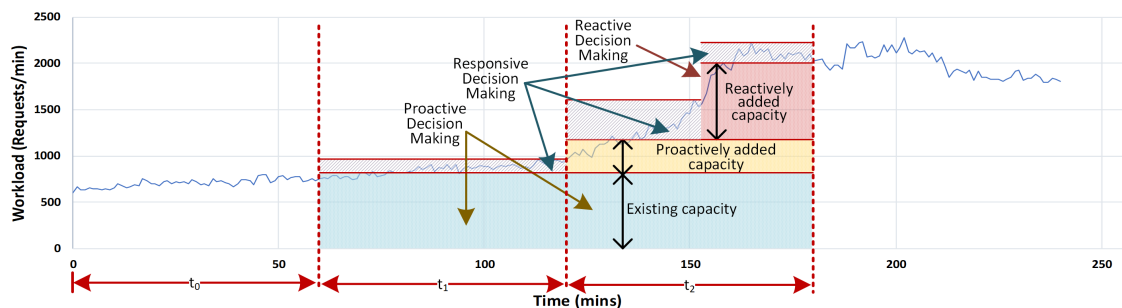 Workload (Requests/min)
2500
2000
1500
1000
500
0
Reactive
Decision
Making
Responsive
Decision
Making
Proactive
Decision
Making
Reactively
added
capacity
Proactively added
capacity
Existing capacity
0
50
100
150
200
250
t0
t1
t2
Time (mins)